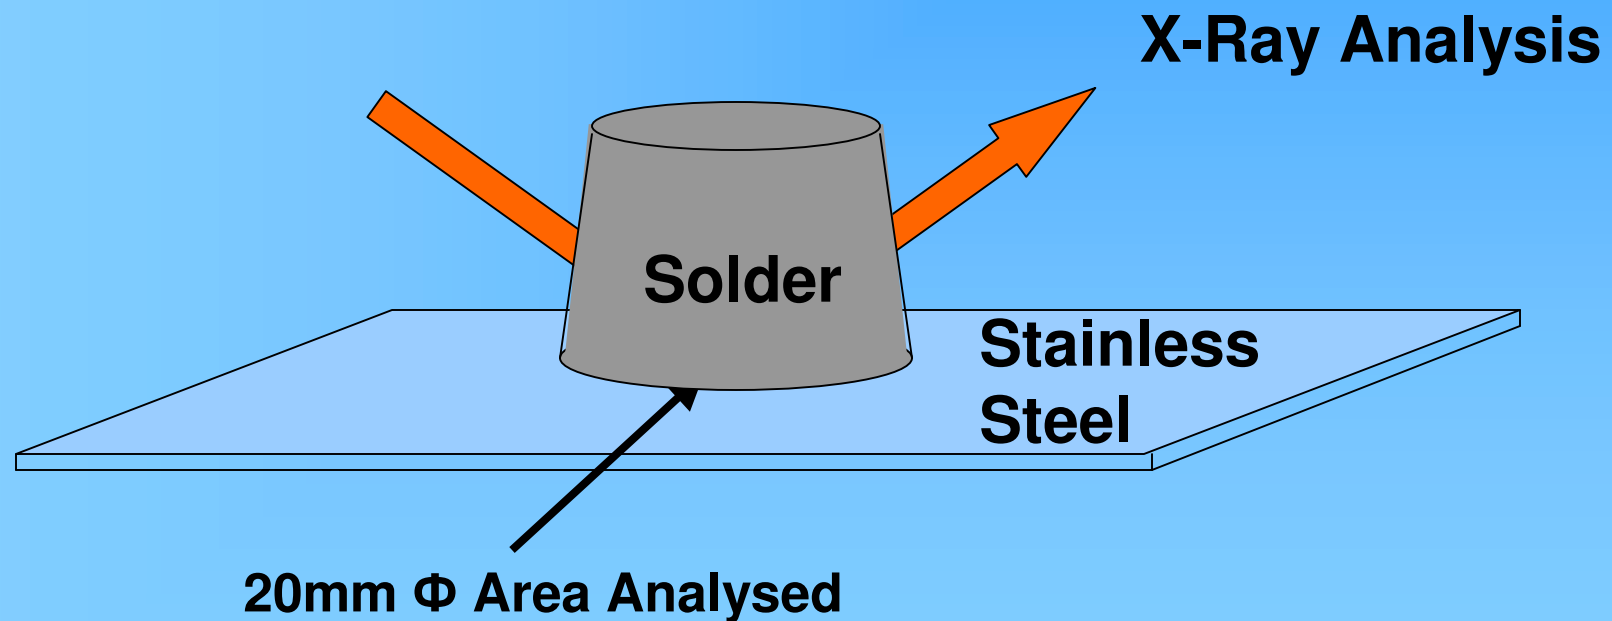 X-Ray Analysis
Solder
Stainless
Steel
20mm Φ Area Analysed